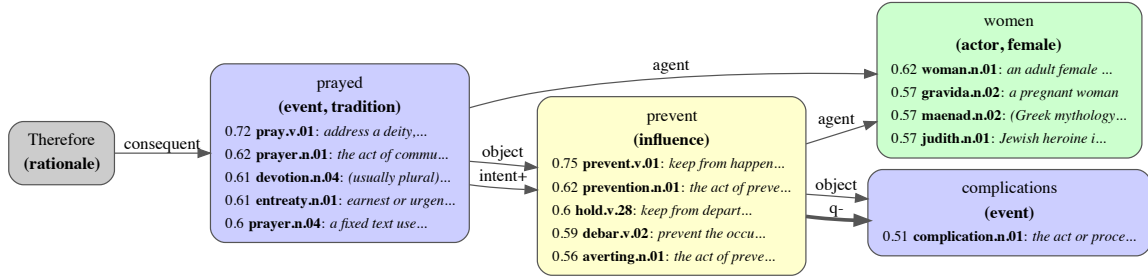 Therefore
(rationale)
consequent
prayed
(event, tradition)
0.72 pray.v.01: address a deity,...
0.62 prayer.n.01: the act of commu...
0.61 devotion.n.04: (usually plural)...
0.61 entreaty.n.01: earnest or urgen...
0.6 prayer.n.04: a fixed text use...
agent
object
intent+
prevent
(influence)
0.75 prevent.v.01: keep from happen...
0.62 prevention.n.01: the act of preve...
0.6 hold.v.28: keep from depart...
0.59 debar.v.02: prevent the occu...
0.56 averting.n.01: the act of preve...
agent
object
q-
women
(actor, female)
0.62 woman.n.01: an adult female ...
0.57 gravida.n.02: a pregnant woman
0.57 maenad.n.02: (Greek mythology...
0.57 judith.n.01: Jewish heroine i...
complications
(event)
0.51 complication.n.01: the act or proce...